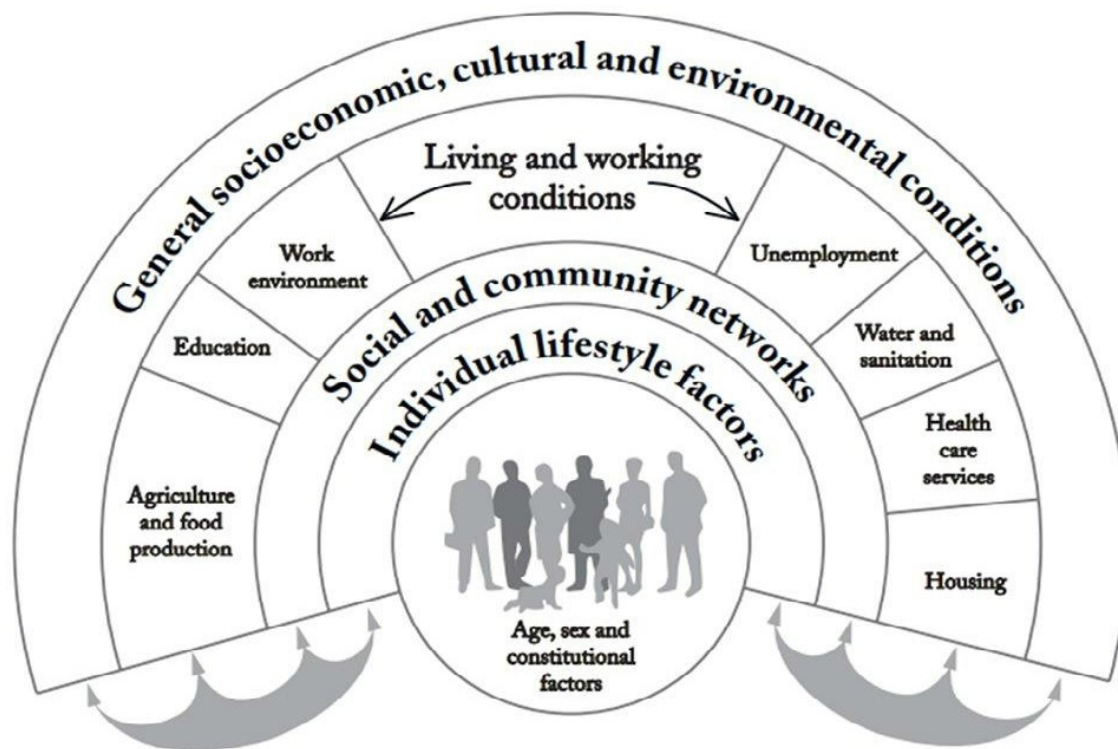 General socioeconomic, cultural and environmental conditions
Living and working
conditions
Work
environment
Unemployment
Education
Water and
sanitation
Agriculture
and food
production
Health
care
services
Housing
Social and community networks
Individual lifestyle factors
Age, sex and
constitutional
factors